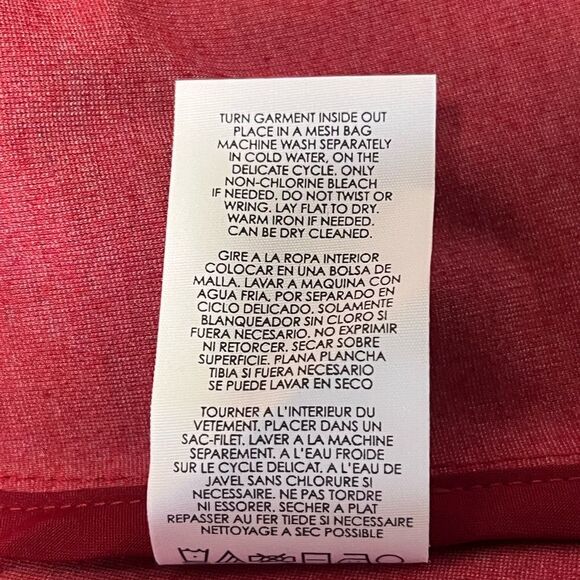 TURN GARMENT INSIDE OUT
PLACE IN A MESH BAG
MACHINE WASH SEPARATELY
IN COLD WATER, ON THE
DELICATE CYCLE. ONLY
NON-CHLORINE BLEACH
IF NEEDED. DO NOT TWIST OR
WRING. LAY FLAT TO DRY.
WARM IRON IF NEEDED.
CAN BE DRY CLEANED.
GIRE A LA ROPA INTERIOR
COLOCAR EN UNA BOLSA DE
MALLA. LAVAR A MAQUINA CON
AGUA FRIA, POR SEPARADO EN
CICLO DELICADO. SOLAMENTE
BLANQUEADOR SIN CLORO SI
FUERA NECESARIO. NO EXPRIMIR
NI RETORCER. SECAR SOBRE
SUPERFICIE. PLANA PLANCHA
TIBIA SI FUERA NECESARIO
SE PUEDE LAVAR EN SECO
TOURNER A L'INTERIEUR DU
VETEMENT. PLACER DANS UN
SAC-FILET. LAVER A LA MACHINE
SEPAREMENT. A L'EAU FROIDE
SUR LE CYCLE DELICAT. A L'EAU DE
JAVEL SANS CHLORURE SI
NECESSAIRE. NE PAS TORDRE
NI ESSORER. SECHER A PLAT
REPASSER AU FER TIEDE SI NECESSAIRE
NETTOYAGE A SEC POSSIBLE